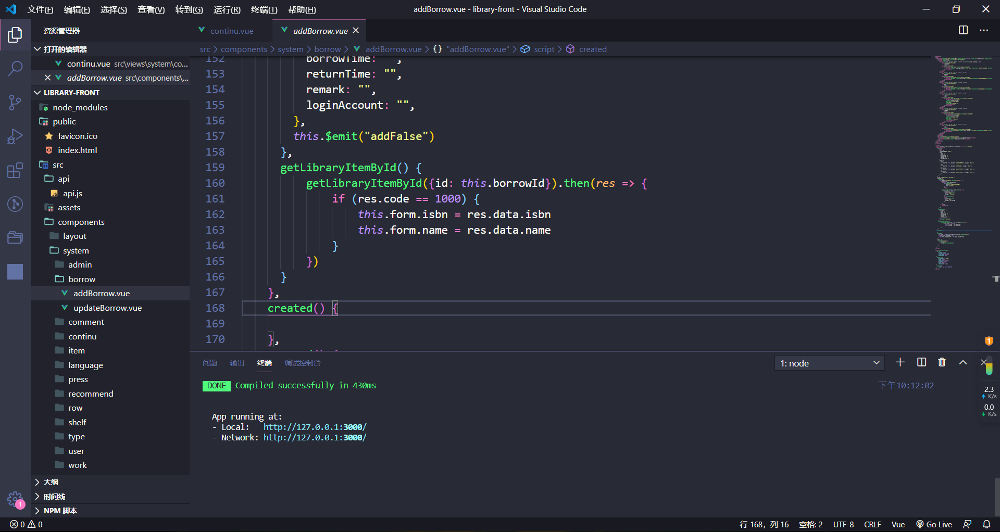 文件(F) 编辑(E) 选择(S) 查看(V) 转到(G) 运行(R) 终端(T) 帮助(H)
addBorrow.vue - library-front - Visual Studio Code
资源管理器
continu.vue
addBorrow.vue
打开的编辑器
continu.vue src\views\system\co...
addBorrow.vue src\components\...
LIBRARY-FRONT
node_modules
public
favicon.ico
index.html
src
api
JS api.js
assets
components
layout
system
admin
borrow
addBorrow.vue
updateBorrow.vue
comment
continu
item
language
press
recommend
row
shelf
type
user
work
大纲
时间线
NPM 脚本
src > components > system > borrow > addBorrow.vue > {} "addBorrow.vue" > script > created
152 borrowTime: "",
153 returnTime: "",
154 remark: "",
155 loginAccount: "",
156 },
157 this.$emit("addFalse")
158 },
159 getLibraryItemById() {
160 getLibraryItemById({id: this.borrowId}).then(res => {
161 if (res.code == 1000) {
162 this.form.isbn = res.data.isbn
163 this.form.name = res.data.name
164 }
165 })
166 }
167 },
168 created() {
169
170 },
问题 输出 终端 调试控制台
1: node
DONE Compiled successfully in 430ms
下午10:12:02
App running at:
- Local: http://127.0.0.1:3000/
- Network: http://127.0.0.1:3000/
1
2.3
K/s
0.0
K/s
1
0 0
行 168，列 16 空格: 2 UTF-8 CRLF Vue Go Live